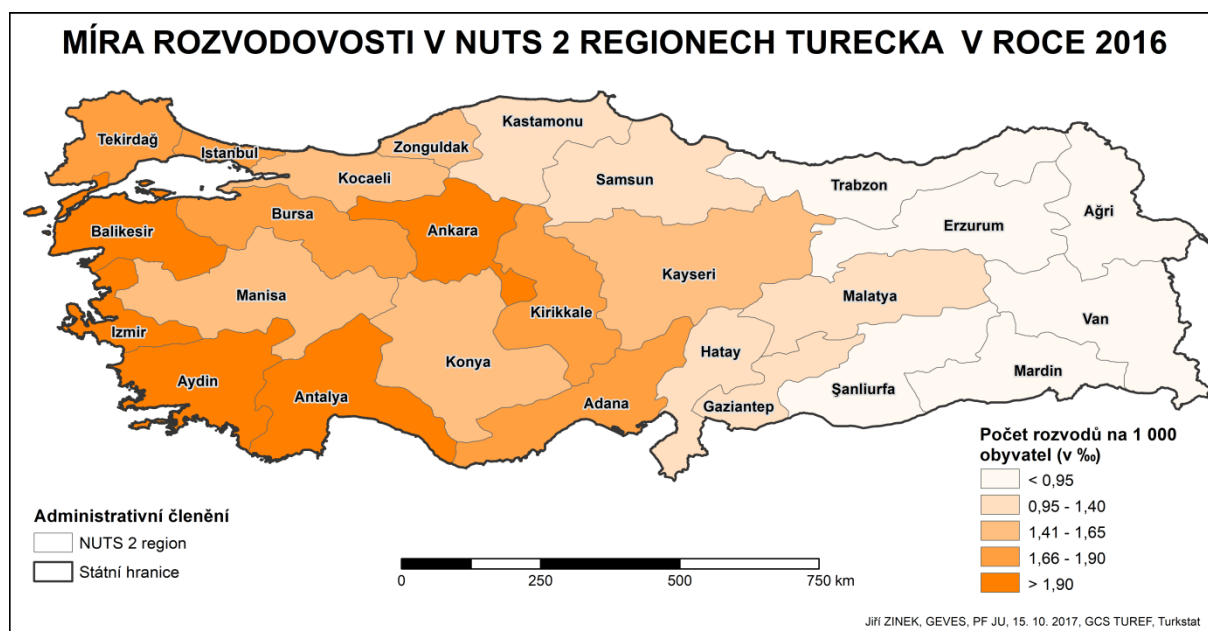 MÍRA ROZVODOVOSTI V NUTS 2 REGIONECH TURECKA V ROCE 2016
Kastamonu
Tekirdağ
Istanbul
Zonguldak
Kocaeli
Samsun
Trabzon
Ağri
Bursa
Erzurum
Balikesir
Ankara
Kayseri
Manisa
Malatya
Kirikkale
Van
Izmir
Hatay
Konya
Mardin
Aydin
Antalya
Adana
Gaziantep
Şanliurfa
Počet rozvodů na 1 000
obyvatel (v ‰)
< 0,95
0,95 - 1,40
1,41 - 1,65
1,66 - 1,90
> 1,90
Administrativní členění
NUTS 2 region
Státní hranice
0 250 500 750 km
Jiří ZINEK, GEVES, PF JU, 15. 10. 2017, GCS TUREF, Turkstat